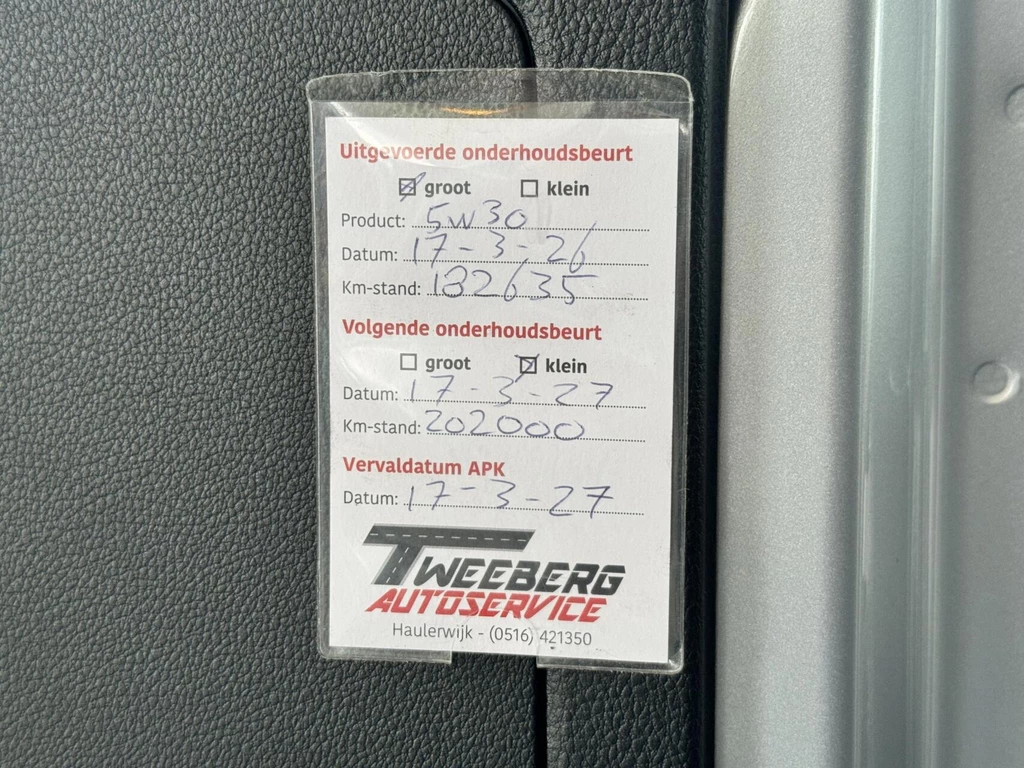 Uitgevoerde onderhoudsbeurt
groot klein
Product: 5W30
Datum: 17-3-26
Km-stand: 182635
Volgende onderhoudsbeurt
groot klein
Datum: 17-3-27
Km-stand: 202000
Vervaldatum APK
Datum: 17-3-27
TWEEBERG
AUTOSERVICE
Haulerwijk - (0516) 421350